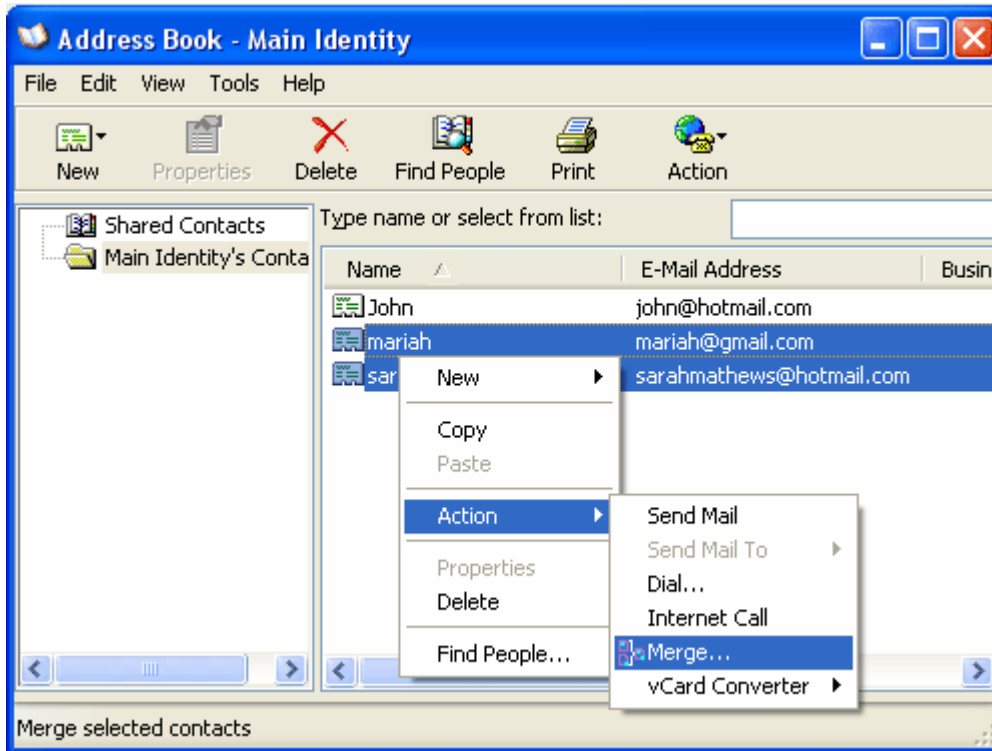 Address Book - Main Identity
File Edit View Tools Help
New Properties Delete Find People Print Action
Shared Contacts
Main Identity's Conta
Type name or select from list:
Name E-Mail Address Busin
John john@hotmail.com
mariah mariah@gmail.com
sar sarahmathews@hotmail.com
New
Copy
Paste
Action
Properties
Delete
Find People...
Send Mail
Send Mail To
Dial...
Internet Call
Merge...
vCard Converter
Merge selected contacts